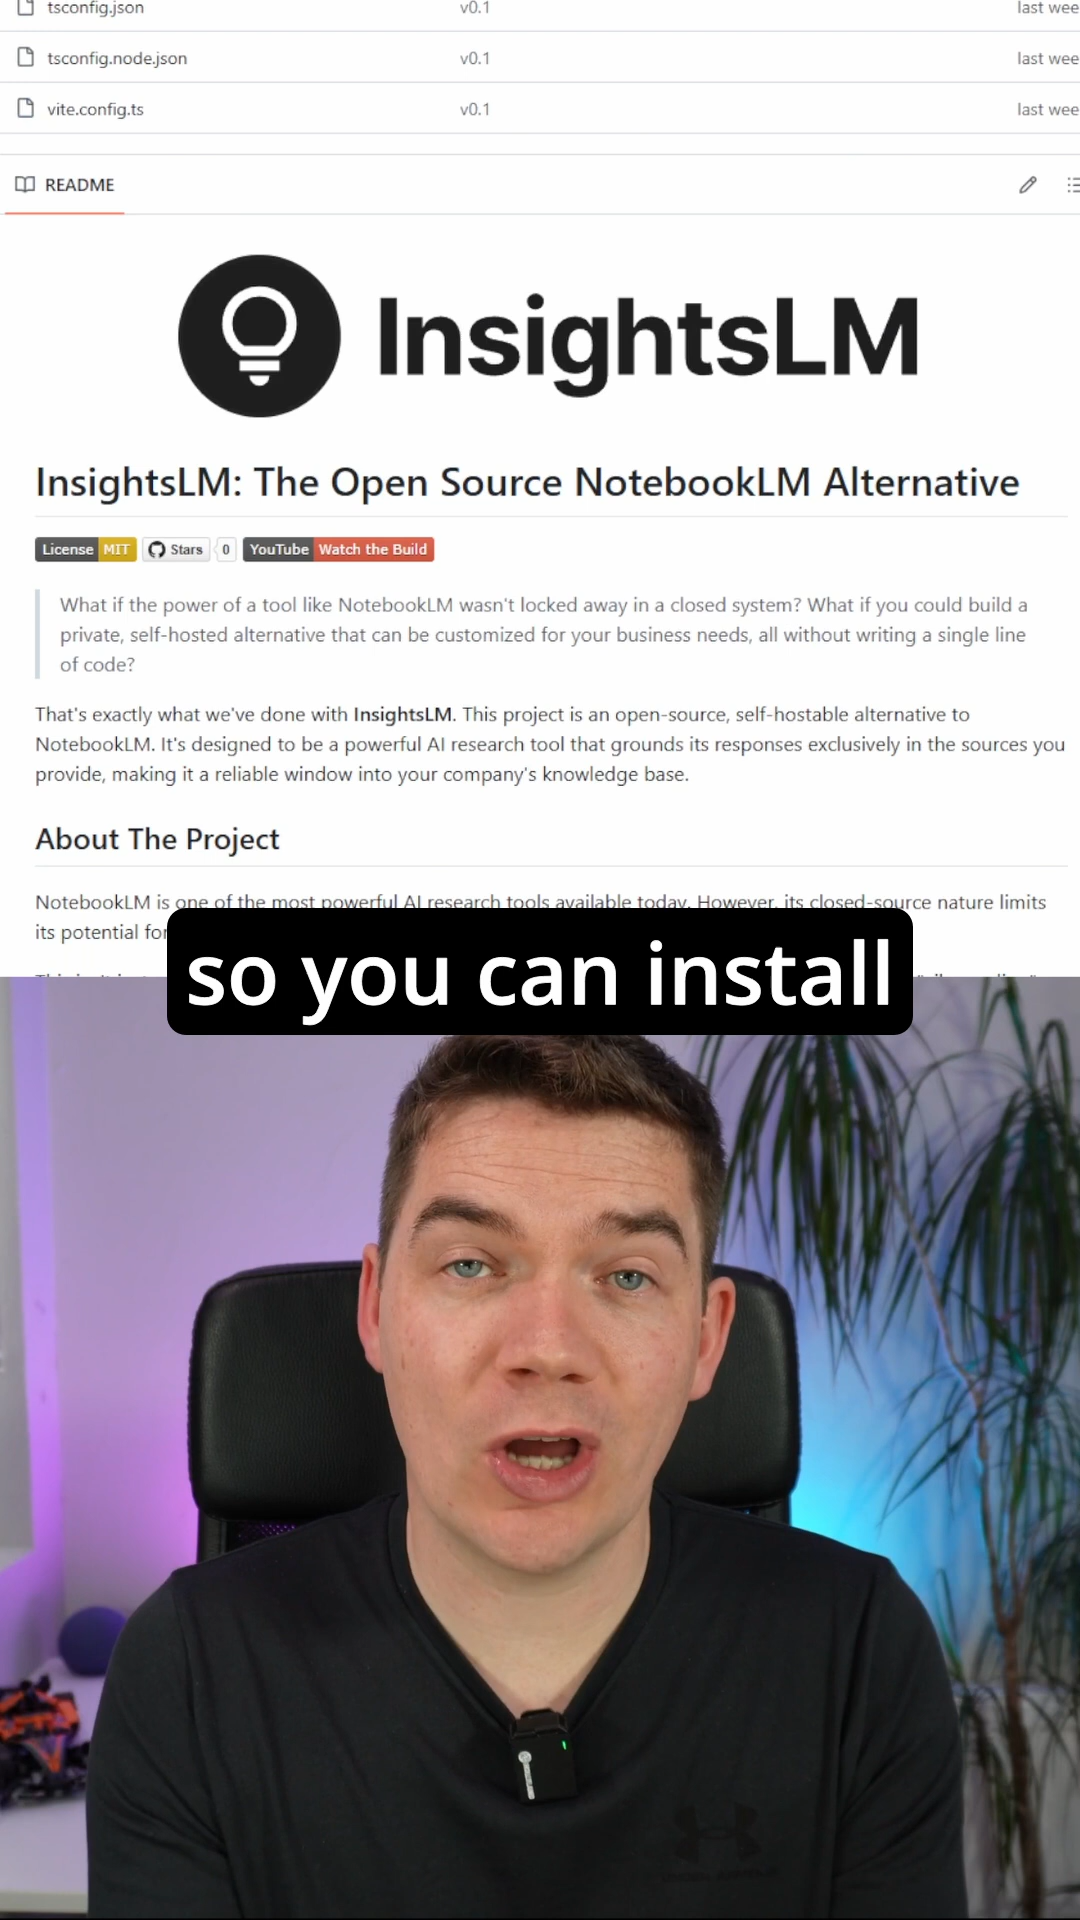 tsconfig.json v0.1 last wee
tsconfig.node.json v0.1 last wee
vite.config.ts v0.1 last wee
README
InsightsLM
InsightsLM: The Open Source NotebookLM Alternative
License MIT Stars 0 YouTube Watch the Build
What if the power of a tool like NotebookLM wasn't locked away in a closed system? What if you could build a
private, self-hosted alternative that can be customized for your business needs, all without writing a single line
of code?
That's exactly what we've done with InsightsLM. This project is an open-source, self-hostable alternative to
NotebookLM. It's designed to be a powerful AI research tool that grounds its responses exclusively in the sources you
provide, making it a reliable window into your company's knowledge base.
About The Project
NotebookLM is one of the most powerful AI research tools available today. However, its closed-source nature limits
its potential for
so you can install